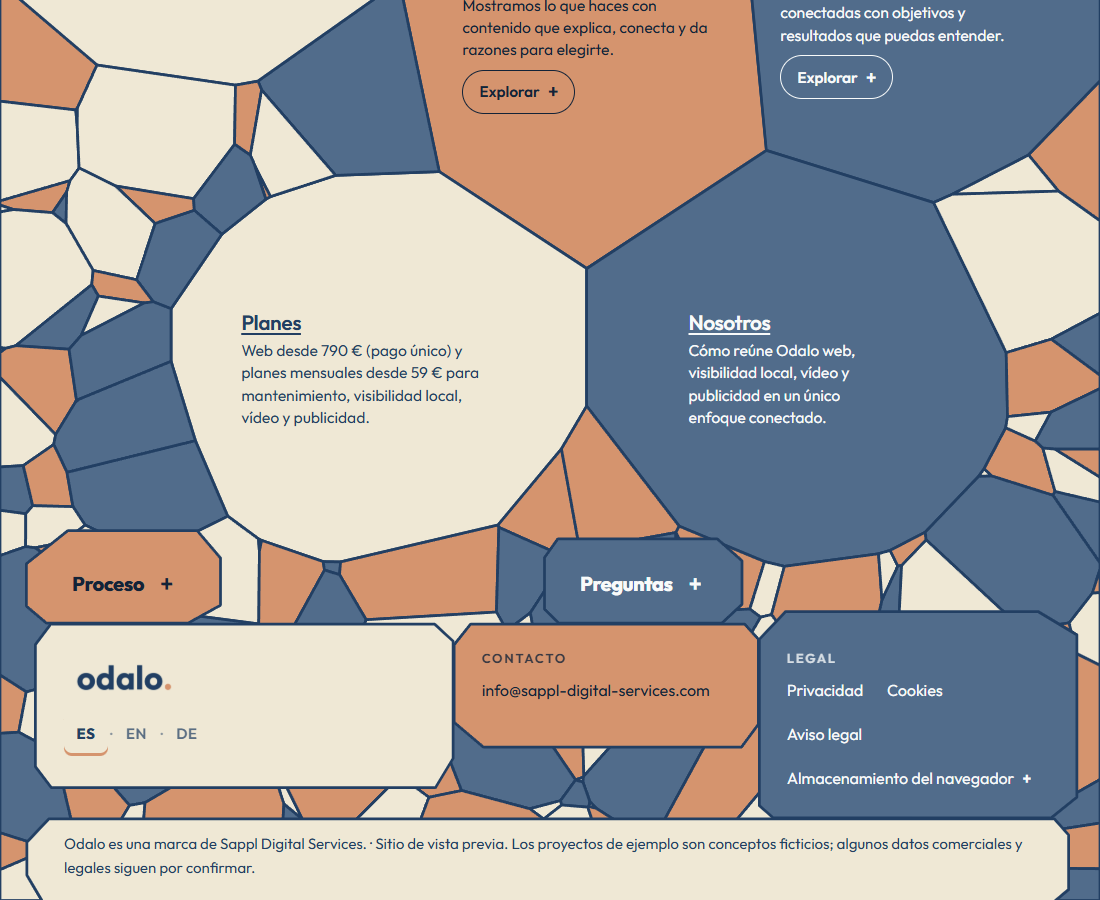 Mostramos lo que haces con
contenido que explica, conecta y da
razones para elegirte.
Explorar +
conectadas con objetivos y
resultados que puedas entender.
Explorar +
Planes
Web desde 790 € (pago único) y
planes mensuales desde 59 € para
mantenimiento, visibilidad local,
vídeo y publicidad.
Nosotros
Cómo reúne Odalo web,
visibilidad local, vídeo y
publicidad en un único
enfoque conectado.
Proceso +
Preguntas +
odalo.
ES · EN · DE
CONTACTO
info@sappl-digital-services.com
LEGAL
Privacidad Cookies
Aviso legal
Almacenamiento del navegador +
Odalo es una marca de Sappl Digital Services. · Sitio de vista previa. Los proyectos de ejemplo son conceptos ficticios; algunos datos comerciales y
legales siguen por confirmar.